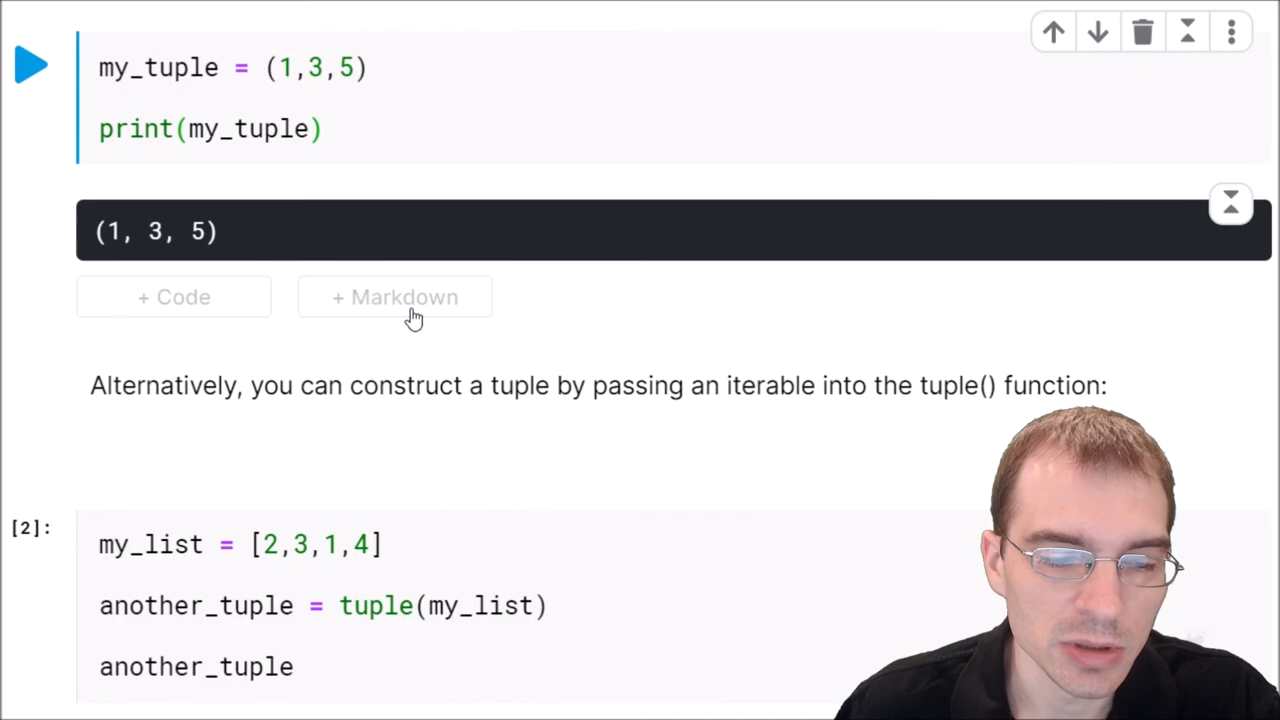 my_tuple = (1,3,5)
print(my_tuple)
(1, 3, 5)
+ Code
+ Markdown
Alternatively, you can construct a tuple by passing an iterable into the tuple() function:
[2]:
my_list = [2,3,1,4]
another_tuple = tuple(my_list)
another_tuple